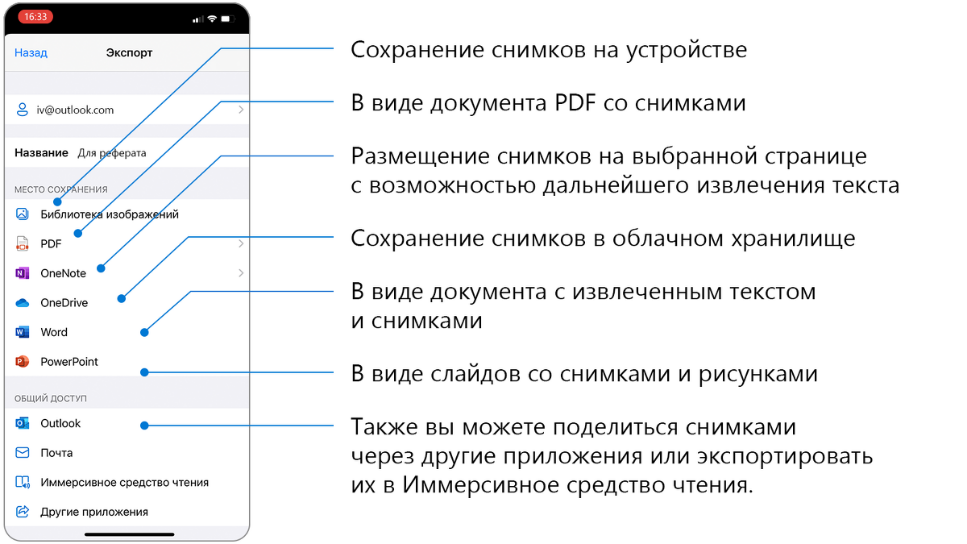 16:33
Назад
Экспорт
iv@outlook.com
Название Для реферата
МЕСТО СОХРАНЕНИЯ
Библиотека изображений
PDF
OneNote
OneDrive
Word
PowerPoint
ОБЩИЙ ДОСТУП
Outlook
Почта
Иммерсивное средство чтения
Другие приложения
Сохранение снимков на устройстве
В виде документа PDF со снимками
Размещение снимков на выбранной странице
с возможностью дальнейшего извлечения текста
Сохранение снимков в облачном хранилище
В виде документа с извлеченным текстом
и снимками
В виде слайдов со снимками и рисунками
Также вы можете поделиться снимками
через другие приложения или экспортировать
их в Иммерсивное средство чтения.